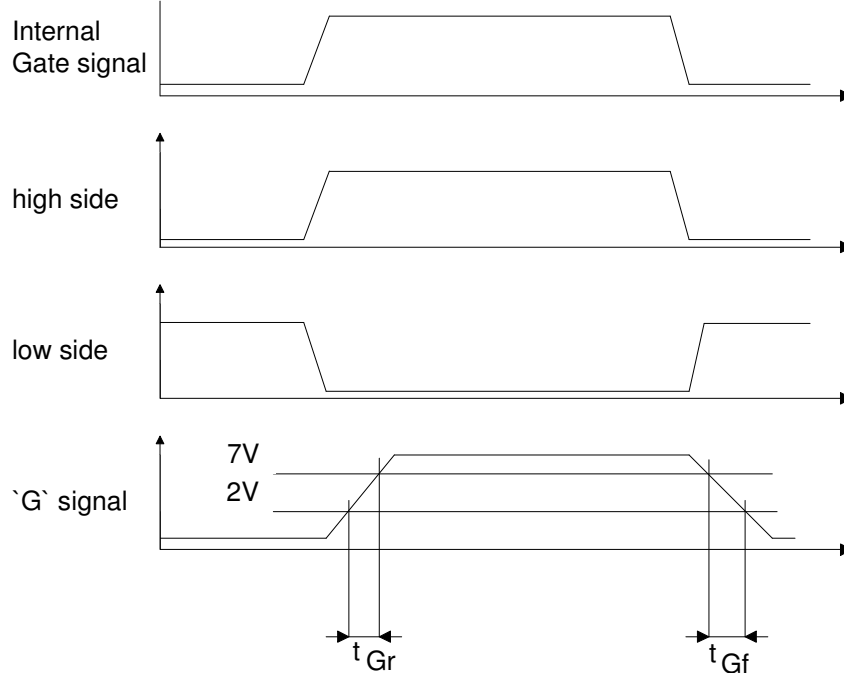 Internal
Gate signal
high side
low side
7V
2V
`G` signal
t Gr
t Gf